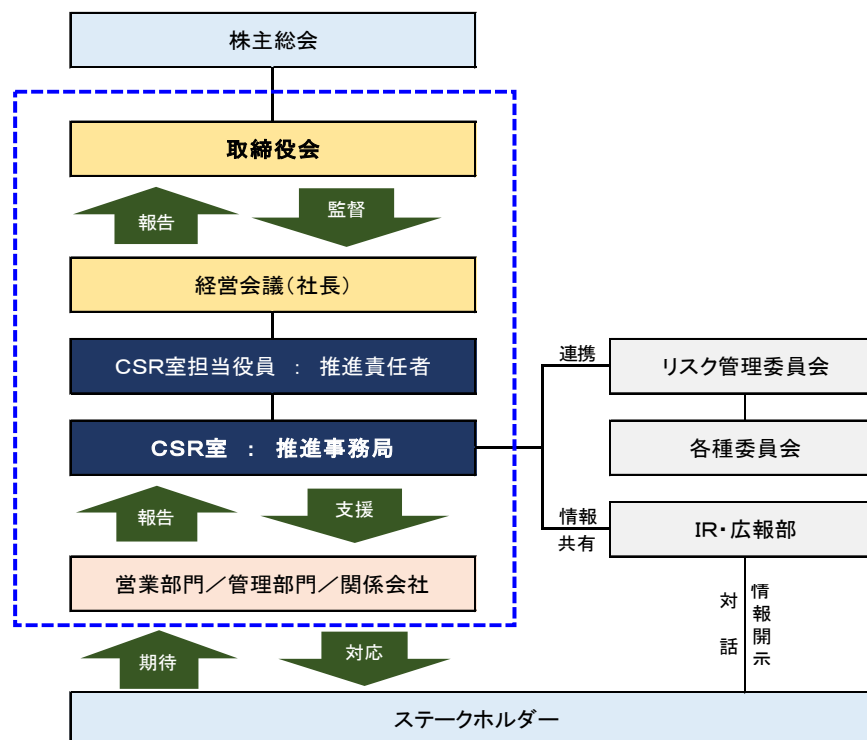 株主総会
取締役会
報告
監督
経営会議(社長)
CSR室担当役員 : 推進責任者
連携
リスク管理委員会
CSR室 : 推進事務局
各種委員会
報告
支援
情報
共有
IR・広報部
営業部門/管理部門/関係会社
対話
情報開示
期待
対応
ステークホルダー